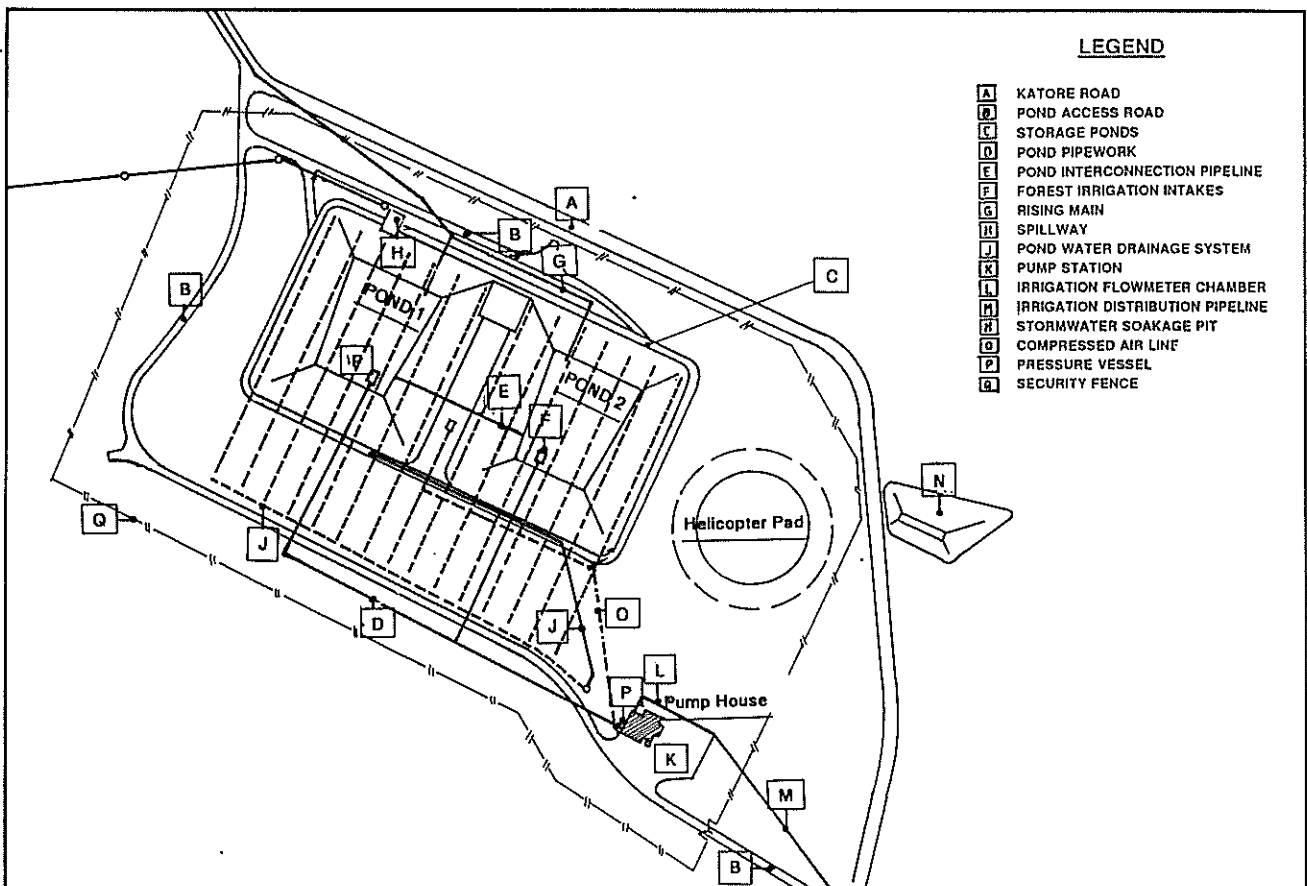 LEGEND
A KATORE ROAD
B POND ACCESS ROAD
C STORAGE PONDS
D POND PIPEWORK
E POND INTERCONNECTION PIPELINE
F FOREST IRRIGATION INTAKES
G RISING MAIN
H SPILLWAY
J POND WATER DRAINAGE SYSTEM
K PUMP STATION
L IRRIGATION FLOWMETER CHAMBER
M IRRIGATION DISTRIBUTION PIPELINE
N STORMWATER SOAKAGE PIT
O COMPRESSED AIR LINE
P PRESSURE VESSEL
Q SECURITY FENCE
A
B
H
G
C
B
POND 1
F
E
POND 2
F
N
Q
J
Helicopter Pad
D
J
O
L
P
Pump House
K
M
B